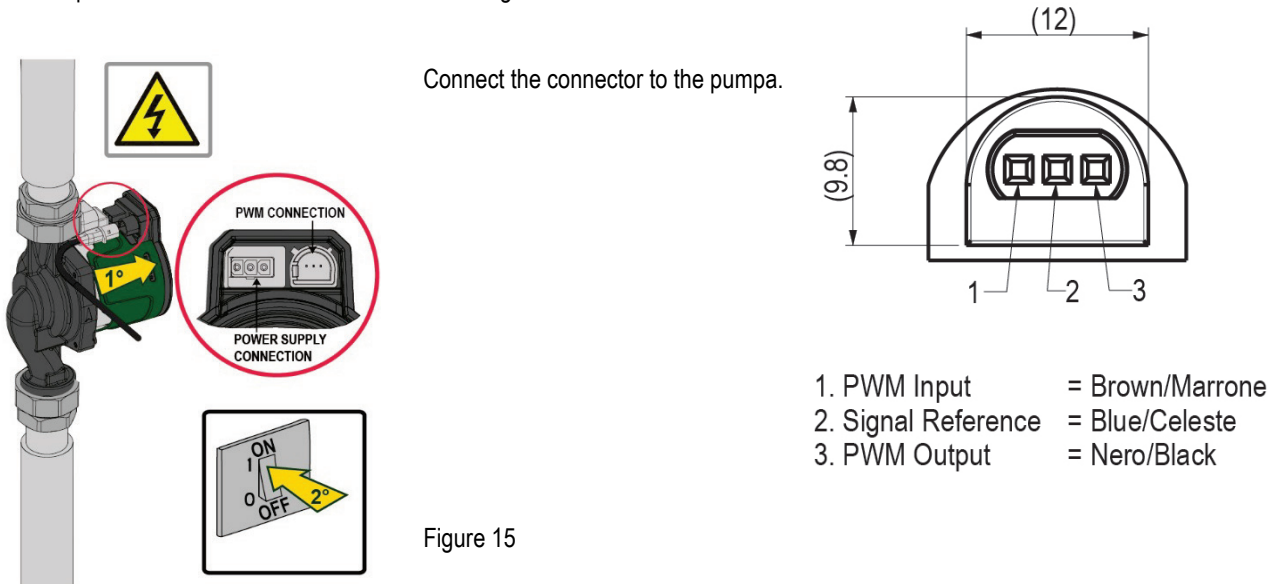 Connect the connector to the pumpa.
PWM CONNECTION
POWER SUPPLY
CONNECTION
1°
ON
1
0
OFF
2°
Figure 15
(12)
(9.8)
1 2 3
1. PWM Input = Brown/Marrone
2. Signal Reference = Blue/Celeste
3. PWM Output = Nero/Black